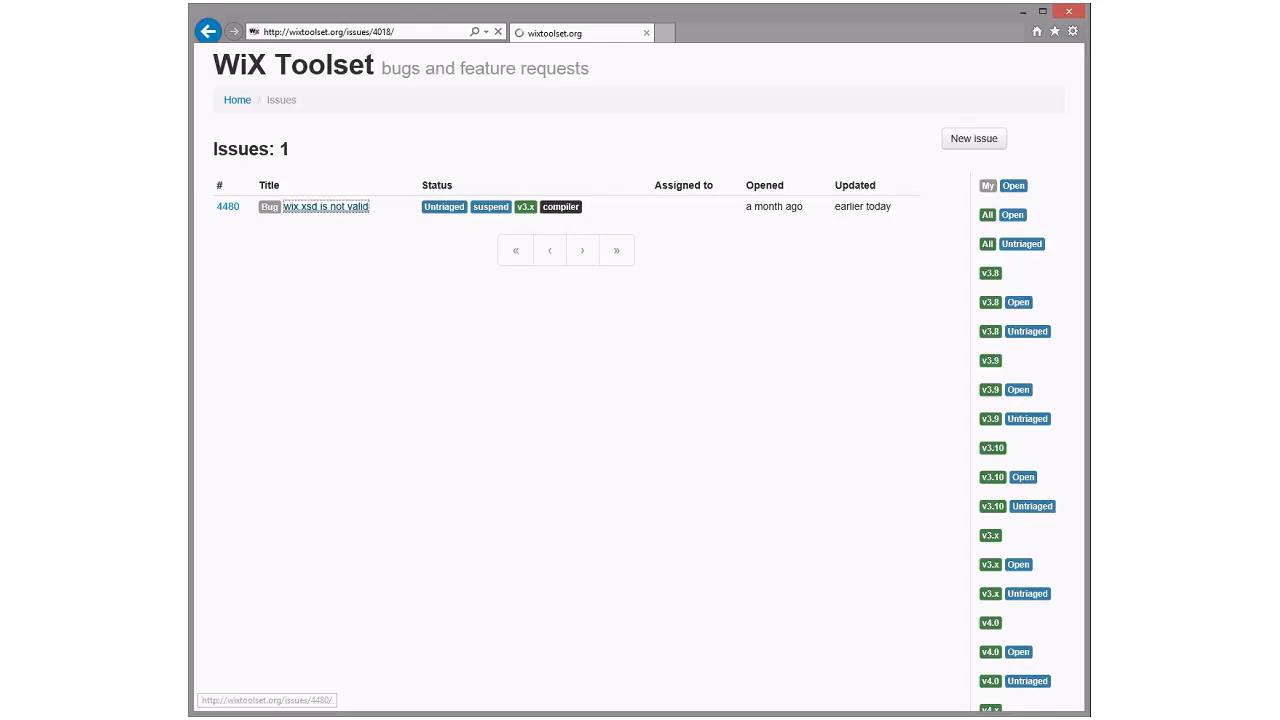 http://wixtoolset.org/issues/4018/
wixtoolset.org
WiX Toolset bugs and feature requests
Home / Issues
New issue
Issues: 1
# Title Status Assigned to Opened Updated
4480 Bug wix.xsd is not valid Untriaged suspend v3.x compiler a month ago earlier today
« ‹ › »
My Open
All Open
All Untriaged
v3.8
v3.8 Open
v3.8 Untriaged
v3.9
v3.9 Open
v3.9 Untriaged
v3.10
v3.10 Open
v3.10 Untriaged
v3.x
v3.x Open
v3.x Untriaged
v4.0
v4.0 Open
v4.0 Untriaged
v4.x
http://wixtoolset.org/issues/4480/